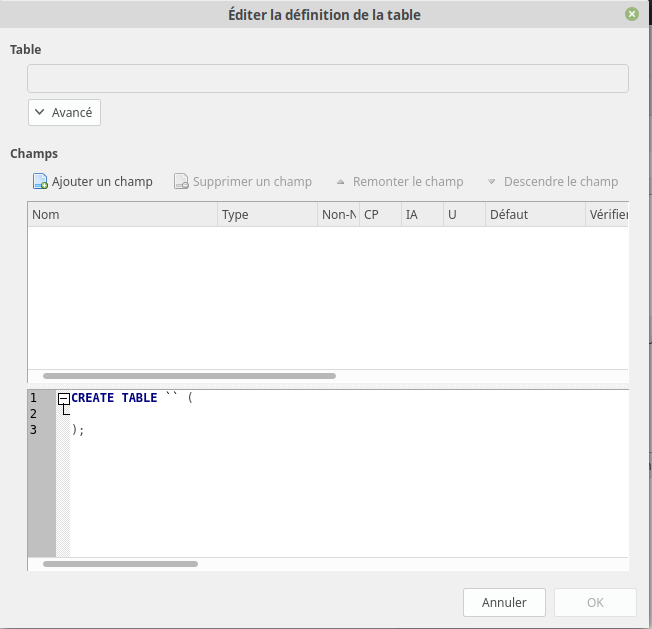 Éditer la définition de la table
Table
Avancé
Champs
Ajouter un champ Supprimer un champ Remonter le champ Descendre le champ
Nom Type Non-N CP IA U Défaut Vérifier
1 CREATE TABLE `` (
2
3 );
Annuler OK